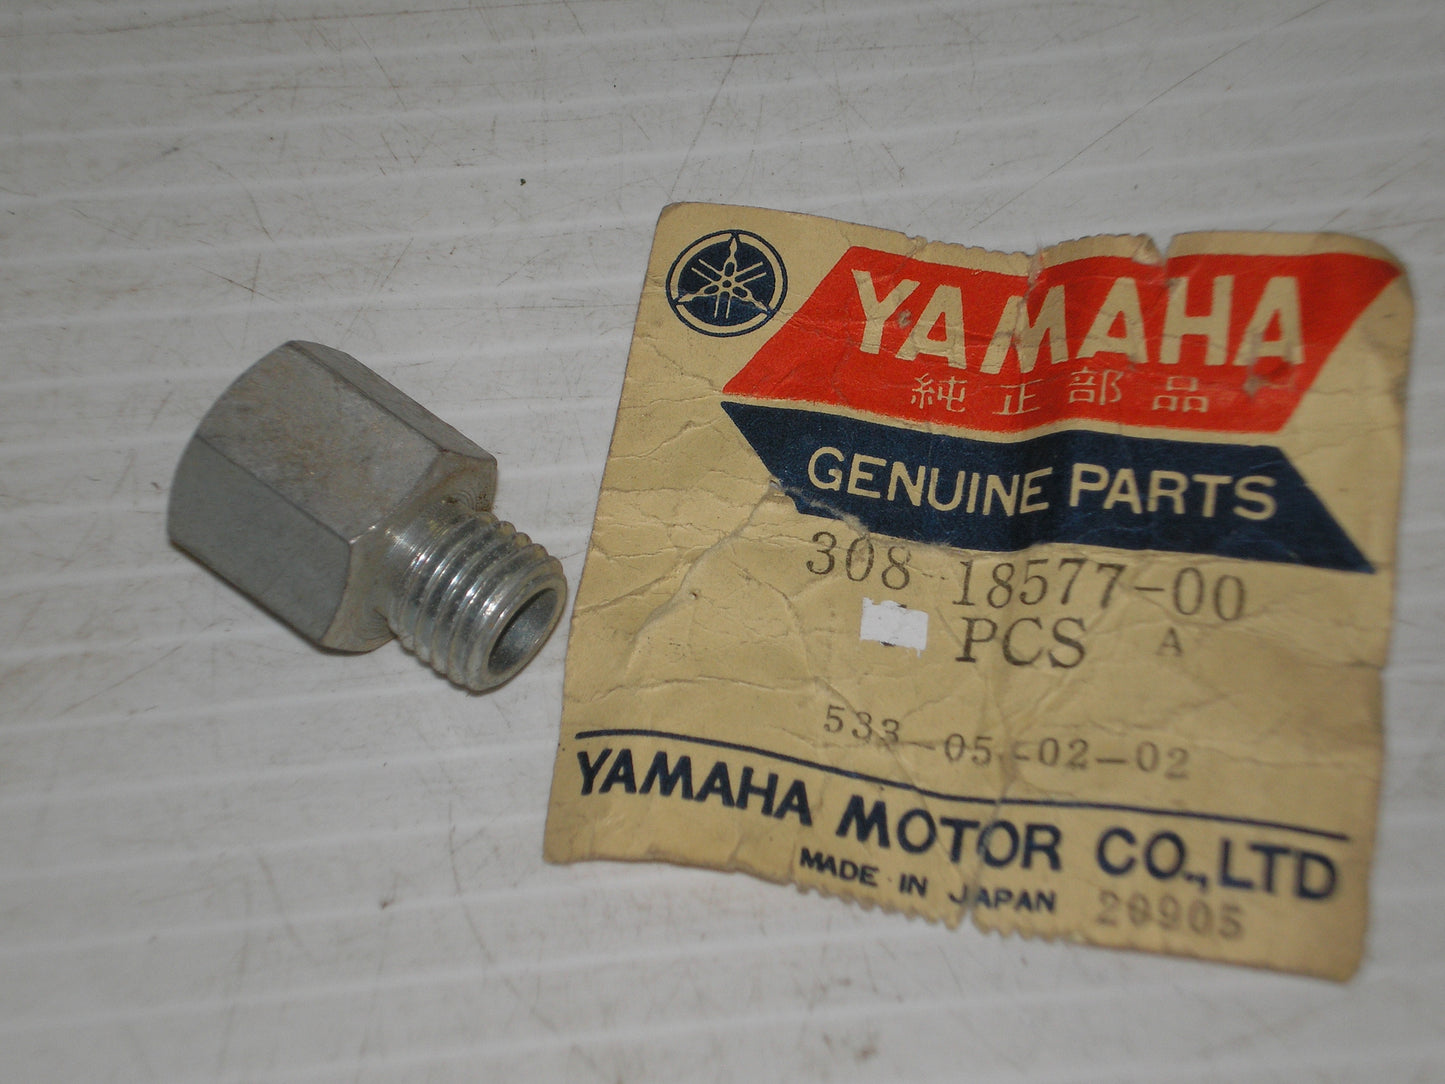 YAMAHA
純正部品
GENUINE PARTS
308-18577-00
PCS A
533-05-02-02
YAMAHA MOTOR CO., LTD
MADE IN JAPAN 20905